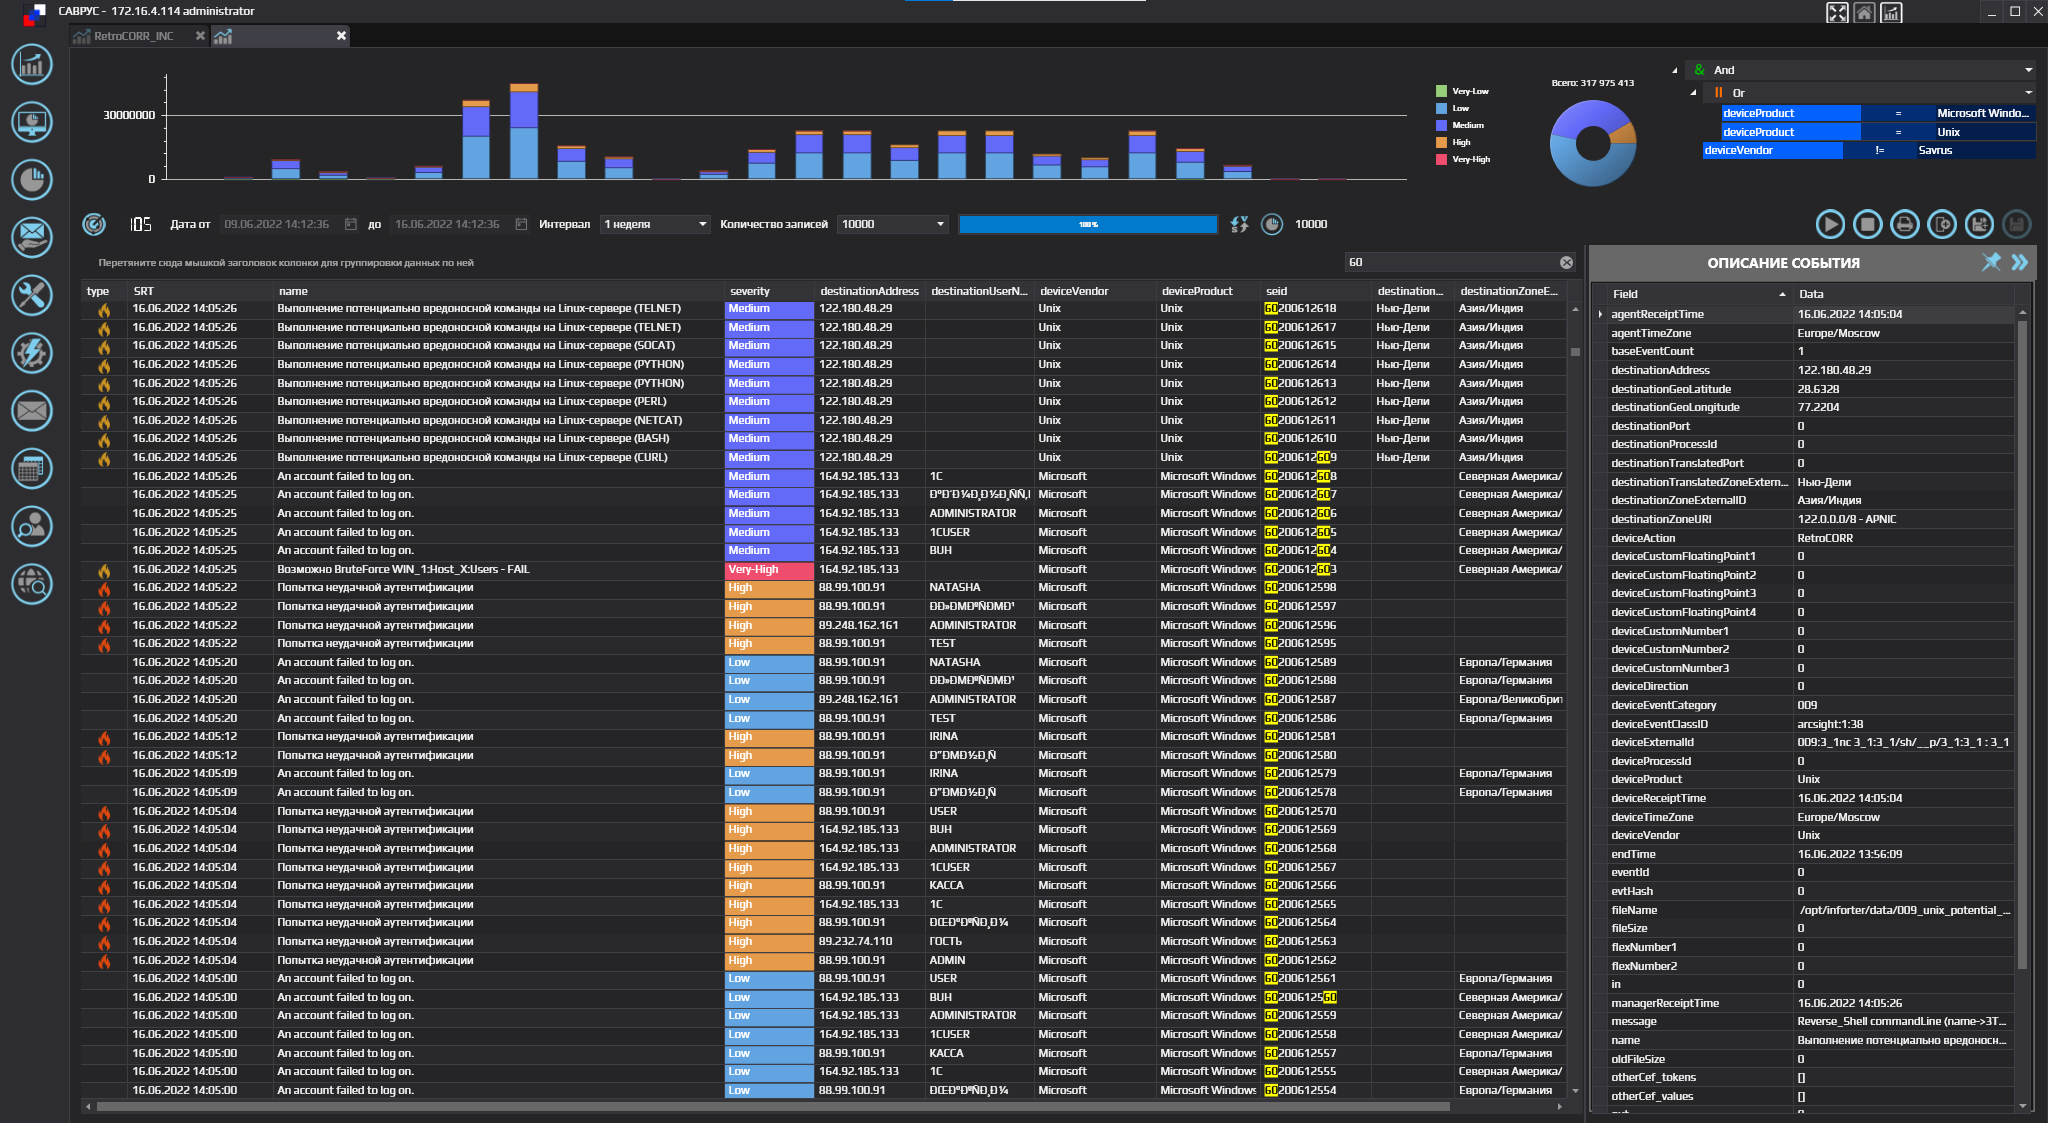 САВРУС - 172.16.4.114 administrator
RetroCORR_INC
30000000
0
Very-Low
Low
Medium
High
Very-High
Всего: 317 975 413
& And
Or
deviceProduct = Microsoft Windo...
deviceProduct = Unix
deviceVendor != Savrus
105 Дата от 09.06.2022 14:12:36 до 16.06.2022 14:12:36 Интервал 1 неделя Количество записей 10000 100% 10000
Перетяните сюда мышкой заголовок колонки для группировки данных по ней
60
type SRT name severity destinationAddress destinationUserN... deviceVendor deviceProduct seid destination... destinationZoneE...
16.06.2022 14:05:26 Выполнение потенциально вредоносной команды на Linux-сервере (TELNET) Medium 122.180.48.29 Unix Unix 60200612618 Нью-Дели Азия/Индия
16.06.2022 14:05:26 Выполнение потенциально вредоносной команды на Linux-сервере (TELNET) Medium 122.180.48.29 Unix Unix 60200612617 Нью-Дели Азия/Индия
16.06.2022 14:05:26 Выполнение потенциально вредоносной команды на Linux-сервере (SOCAT) Medium 122.180.48.29 Unix Unix 60200612615 Нью-Дели Азия/Индия
16.06.2022 14:05:26 Выполнение потенциально вредоносной команды на Linux-сервере (PYTHON) Medium 122.180.48.29 Unix Unix 60200612614 Нью-Дели Азия/Индия
16.06.2022 14:05:26 Выполнение потенциально вредоносной команды на Linux-сервере (PYTHON) Medium 122.180.48.29 Unix Unix 60200612613 Нью-Дели Азия/Индия
16.06.2022 14:05:26 Выполнение потенциально вредоносной команды на Linux-сервере (PERL) Medium 122.180.48.29 Unix Unix 60200612612 Нью-Дели Азия/Индия
16.06.2022 14:05:26 Выполнение потенциально вредоносной команды на Linux-сервере (NETCAT) Medium 122.180.48.29 Unix Unix 60200612611 Нью-Дели Азия/Индия
16.06.2022 14:05:26 Выполнение потенциально вредоносной команды на Linux-сервере (BASH) Medium 122.180.48.29 Unix Unix 60200612610 Нью-Дели Азия/Индия
16.06.2022 14:05:26 Выполнение потенциально вредоносной команды на Linux-сервере (CURL) Medium 122.180.48.29 Unix Unix 60200612609 Нью-Дели Азия/Индия
16.06.2022 14:05:26 An account failed to log on. Medium 164.92.185.133 1C Microsoft Microsoft Windows 60200612608 Северная Америка/
16.06.2022 14:05:25 An account failed to log on. Medium 164.92.185.133 Microsoft Microsoft Windows 60200612607 Северная Америка/
16.06.2022 14:05:25 An account failed to log on. Medium 164.92.185.133 ADMINISTRATOR Microsoft Microsoft Windows 60200612606 Северная Америка/
16.06.2022 14:05:25 An account failed to log on. Medium 164.92.185.133 1CUSER Microsoft Microsoft Windows 60200612605 Северная Америка/
16.06.2022 14:05:25 An account failed to log on. Medium 164.92.185.133 BUH Microsoft Microsoft Windows 60200612604 Северная Америка/
16.06.2022 14:05:25 Возможно BruteForce WIN_1:Host_X:Users - FAIL Very-High 164.92.185.133 Microsoft Microsoft Windows 60200612603 Северная Америка/
16.06.2022 14:05:22 Попытка неудачной аутентификации High 88.99.100.91 NATASHA Microsoft Microsoft Windows 60200612598
16.06.2022 14:05:22 Попытка неудачной аутентификации High 88.99.100.91 Microsoft Microsoft Windows 60200612597
16.06.2022 14:05:22 Попытка неудачной аутентификации High 89.248.162.161 ADMINISTRATOR Microsoft Microsoft Windows 60200612596
16.06.2022 14:05:22 Попытка неудачной аутентификации High 88.99.100.91 TEST Microsoft Microsoft Windows 60200612595
16.06.2022 14:05:20 An account failed to log on. Low 88.99.100.91 NATASHA Microsoft Microsoft Windows 60200612589 Европа/Германия
16.06.2022 14:05:20 An account failed to log on. Low 88.99.100.91 Microsoft Microsoft Windows 60200612588 Европа/Германия
16.06.2022 14:05:20 An account failed to log on. Low 89.248.162.161 ADMINISTRATOR Microsoft Microsoft Windows 60200612587 Европа/Великобрит
16.06.2022 14:05:20 An account failed to log on. Low 88.99.100.91 TEST Microsoft Microsoft Windows 60200612586 Европа/Германия
16.06.2022 14:05:12 Попытка неудачной аутентификации High 88.99.100.91 IRINA Microsoft Microsoft Windows 60200612581
16.06.2022 14:05:12 Попытка неудачной аутентификации High 88.99.100.91 Microsoft Microsoft Windows 60200612580
16.06.2022 14:05:09 An account failed to log on. Low 88.99.100.91 IRINA Microsoft Microsoft Windows 60200612579 Европа/Германия
16.06.2022 14:05:09 An account failed to log on. Low 88.99.100.91 Microsoft Microsoft Windows 60200612578 Европа/Германия
16.06.2022 14:05:04 Попытка неудачной аутентификации High 88.99.100.91 USER Microsoft Microsoft Windows 60200612570
16.06.2022 14:05:04 Попытка неудачной аутентификации High 164.92.185.133 BUH Microsoft Microsoft Windows 60200612569
16.06.2022 14:05:04 Попытка неудачной аутентификации High 164.92.185.133 ADMINISTRATOR Microsoft Microsoft Windows 60200612568
16.06.2022 14:05:04 Попытка неудачной аутентификации High 164.92.185.133 1CUSER Microsoft Microsoft Windows 60200612567
16.06.2022 14:05:04 Попытка неудачной аутентификации High 88.99.100.91 KACCA Microsoft Microsoft Windows 60200612566
16.06.2022 14:05:04 Попытка неудачной аутентификации High 164.92.185.133 1C Microsoft Microsoft Windows 60200612565
16.06.2022 14:05:04 Попытка неудачной аутентификации High 88.99.100.91 Microsoft Microsoft Windows 60200612564
16.06.2022 14:05:04 Попытка неудачной аутентификации High 89.232.74.110 ГОСТЬ Microsoft Microsoft Windows 60200612563
16.06.2022 14:05:04 Попытка неудачной аутентификации High 88.99.100.91 ADMIN Microsoft Microsoft Windows 60200612562
16.06.2022 14:05:00 An account failed to log on. Low 88.99.100.91 USER Microsoft Microsoft Windows 60200612561 Европа/Германия
16.06.2022 14:05:00 An account failed to log on. Low 164.92.185.133 BUH Microsoft Microsoft Windows 60200612560 Северная Америка/
16.06.2022 14:05:00 An account failed to log on. Low 164.92.185.133 ADMINISTRATOR Microsoft Microsoft Windows 60200612559 Северная Америка/
16.06.2022 14:05:00 An account failed to log on. Low 164.92.185.133 1CUSER Microsoft Microsoft Windows 60200612558 Северная Америка/
16.06.2022 14:05:00 An account failed to log on. Low 88.99.100.91 KACCA Microsoft Microsoft Windows 60200612557 Европа/Германия
16.06.2022 14:05:00 An account failed to log on. Low 164.92.185.133 1C Microsoft Microsoft Windows 60200612555 Северная Америка/
16.06.2022 14:05:00 An account failed to log on. Low 88.99.100.91 Microsoft Microsoft Windows 60200612554 Европа/Германия
ОПИСАНИЕ СОБЫТИЯ
Field Data
agentReceiptTime 16.06.2022 14:05:04
agentTimeZone Europe/Moscow
baseEventCount 1
destinationAddress 122.180.48.29
destinationGeoLatitude 28.6328
destinationGeoLongitude 77.2204
destinationPort 0
destinationProcessId 0
destinationTranslatedPort 0
destinationTranslatedZoneExtern... Нью-Дели
destinationZoneExternalID Азия/Индия
destinationZoneURI 122.0.0.0/8 - APNIC
deviceAction RetroCORR
deviceCustomFloatingPoint1 0
deviceCustomFloatingPoint2 0
deviceCustomFloatingPoint3 0
deviceCustomFloatingPoint4 0
deviceCustomNumber1 0
deviceCustomNumber2 0
deviceCustomNumber3 0
deviceDirection 0
deviceEventCategory 009
deviceEventClassID arcsight:1:38
deviceExternalId 009:3_1nc 3_1:3_1/sh/__p/3_1:3_1 : 3_1
deviceProcessId 0
deviceProduct Unix
deviceReceiptTime 16.06.2022 14:05:04
deviceTimeZone Europe/Moscow
deviceVendor Unix
endTime 16.06.2022 13:56:09
eventId 0
evtHash 0
fileName /opt/inforter/data/009_unix_potential_...
fileSize 0
flexNumber1 0
flexNumber2 0
in 0
managerReceiptTime 16.06.2022 14:05:26
message Reverse_Shell commandLine (name->3T...
name Выполнение потенциально вредоносн...
oldFileSize 0
otherCef_tokens []
otherCef_values []